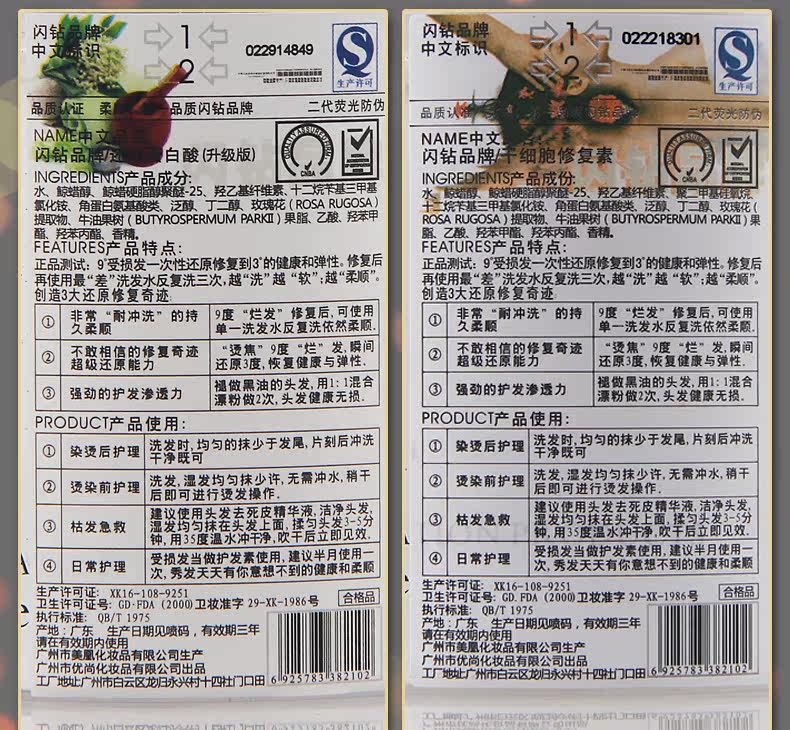 闪钻品牌
中文标识
1
2
022914849
S
生产许可
品质认证
品质闪钻品牌
二代荧光防伪
NAME中文
闪钻品牌/还 白酸(升级版)
CNBA
INGREDIENTS产品成分:
水、鲸蜡醇、鲸蜡硬脂醇聚醚-25、羟乙基纤维素、十二烷苄基三甲基
氯化铵、角蛋白氨基酸类、泛醇、丁二醇、玫瑰花(ROSA RUGOSA)
提取物、牛油果树(BUTYROSPERMUM PARKII)果脂、乙酸、羟苯甲
酯、羟苯丙酯、香精。
FEATURES产品特点:
正品测试: 9°受损发一次性还原修复到3°的健康和弹性。修复后
再使用最“差”洗发水反复洗三次,越“洗”越“软”;越“柔顺”。
创造3大还原修复奇迹:
① 非常“耐冲洗”的持久柔顺 9度“烂发”修复后,可使用单一洗发水反复洗依然柔顺.
② 不敢相信的修复奇迹超级还原能力 “烫焦”9度“烂”发,瞬间还原3度,恢复健康与弹性.
③ 强劲的护发渗透力 褪做黑油的头发,用1:1混合漂粉做2次,头发健康无损.
PRODUCT产品使用:
① 染烫后护理 洗发时,均匀的抹少于发尾,片刻后冲洗干净既可
② 烫染前护理 洗发,湿发均匀抹少许,无需冲水,稍干后即可进行烫发操作.
③ 枯发急救 建议使用头发去死皮精华液,洁净头发,湿发均匀抹在头发上面,揉匀头发3-5分钟,用35度温水冲干净,吹干后立即见效.
④ 日常护理 受损发当做护发素使用,建议半月使用一次,秀发天天有你意想不到的健康和柔顺
生产许可证: XK16-108-9251
卫生许可证号: GD·FDA (2000)卫妆准字 29-XK-1986号
合格品
执行标准: QB/T 1975
产地:广东 生产日期见喷码,有效期三年
请在有效期内使用
广州市美凰化妆品有限公司生产
广州市优尚化妆品有限公司出品
工厂地址广州市白云区龙归永兴村十四社门口田
6 925783 382102
闪钻品牌
中文标识
1
2
022218301
S
生产许可
品质认
闪钻品牌
二代荧光防伪
NAME中文
闪钻品牌/干细胞修复素
CNBA
INGREDIENTS产品成份:
水、鲸蜡醇、鲸蜡硬脂醇聚醚-25、羟乙基纤维素、聚二甲基硅氧烷、
十二烷苄基三甲基氯化铵、角蛋白氨基酸类、泛醇、丁二醇、玫瑰花(
ROSA RUGOSA)提取物、牛油果树(BUTYROSPERMUM PARKII)果
脂、乙酸、羟苯甲酯、羟苯丙酯、香精。
FEATURES产品特点:
正品测试: 9°受损发一次性还原修复到3°的健康和弹性。修复后
再使用最“差”洗发水反复洗三次,越“洗”越“软”;越“柔顺”。
创造3大还原修复奇迹:
① 非常“耐冲洗”的持久柔顺 9度“烂发”修复后,可使用单一洗发水反复洗依然柔顺.
② 不敢相信的修复奇迹超级还原能力 “烫焦”9度“烂”发,瞬间还原3度,恢复健康与弹性.
③ 强劲的护发渗透力 褪做黑油的头发,用1:1混合漂粉做2次,头发健康无损.
PRODUCT产品使用:
① 染烫后护理 洗发时,均匀的抹少于发尾,片刻后冲洗干净既可
② 烫染前护理 洗发,湿发均匀抹少许,无需冲水,稍干后即可进行烫发操作.
③ 枯发急救 建议使用头发去死皮精华液,洁净头发,湿发均匀抹在头发上面,揉匀头发3-5分钟,用35度温水冲干净,吹干后立即见效.
④ 日常护理 受损发当做护发素使用,建议半月使用一次,秀发天天有你意想不到的健康和柔顺
生产许可证: XK16-108-9251
卫生许可证号: GD.FDA (2000)卫妆准字 29-XK-1986号
合格品
执行标准: QB/T 1975
产地:广东 生产日期见喷码,有效期三年
请在有效期内使用
广州市美凰化妆品有限公司生产
广州市优尚化妆品有限公司出品
工厂地址广州市白云区龙归永兴村十四社门口田
6 925783 382102